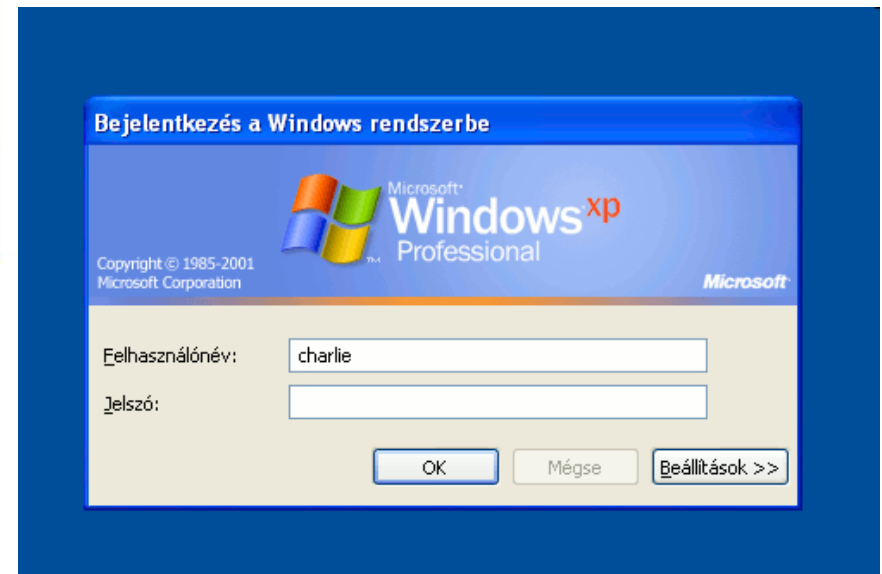 Bejelentkezés a Windows rendszerbe
Microsoft
Windows xp
Professional
TM
Copyright © 1985-2001
Microsoft Corporation
Microsoft
Felhasználónév:
charlie
Jelszó:
OK
Mégse
Beállítások >>